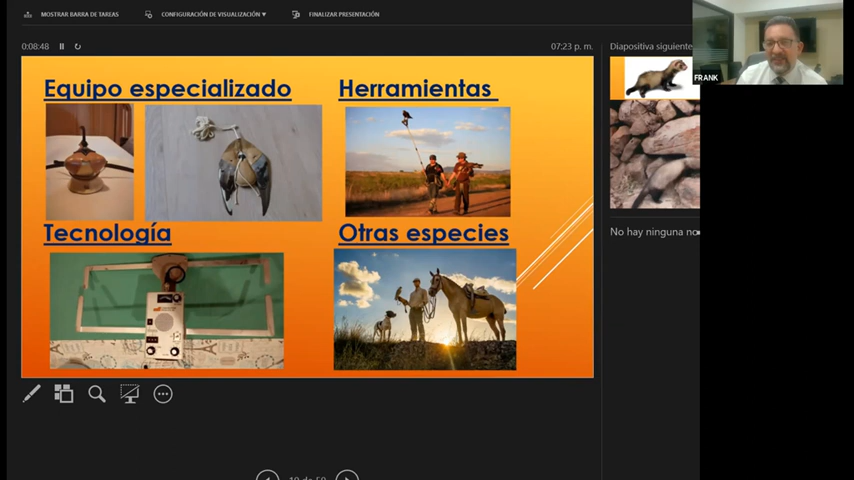 MOSTRAR BARRA DE TAREAS
CONFIGURACIÓN DE VISUALIZACIÓN ▼
FINALIZAR PRESENTACIÓN
0:08:48
07:23 p. m.
Diapositiva siguiente
FRANK
Equipo especializado
Herramientas
Tecnología
Otras especies
No hay ninguna no